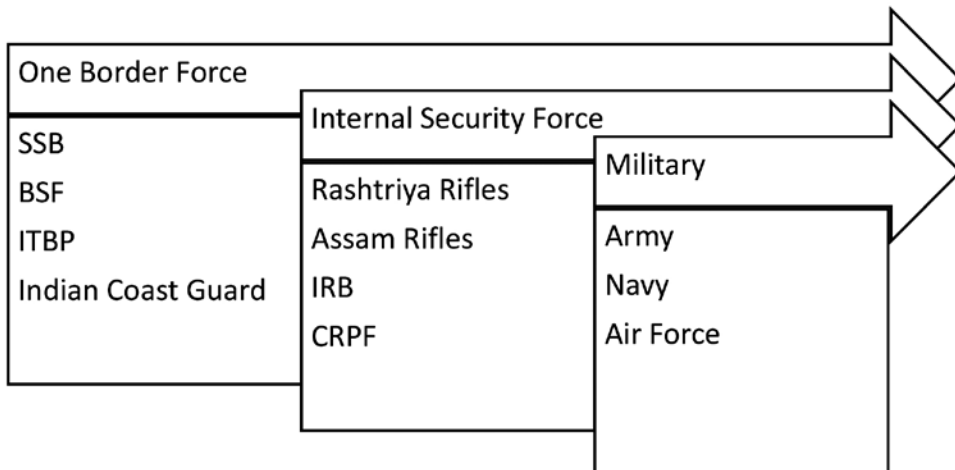 One Border Force
SSB
BSF
ITBP
Indian Coast Guard
Internal Security Force
Rashtriya Rifles
Assam Rifles
IRB
CRPF
Military
Army
Navy
Air Force